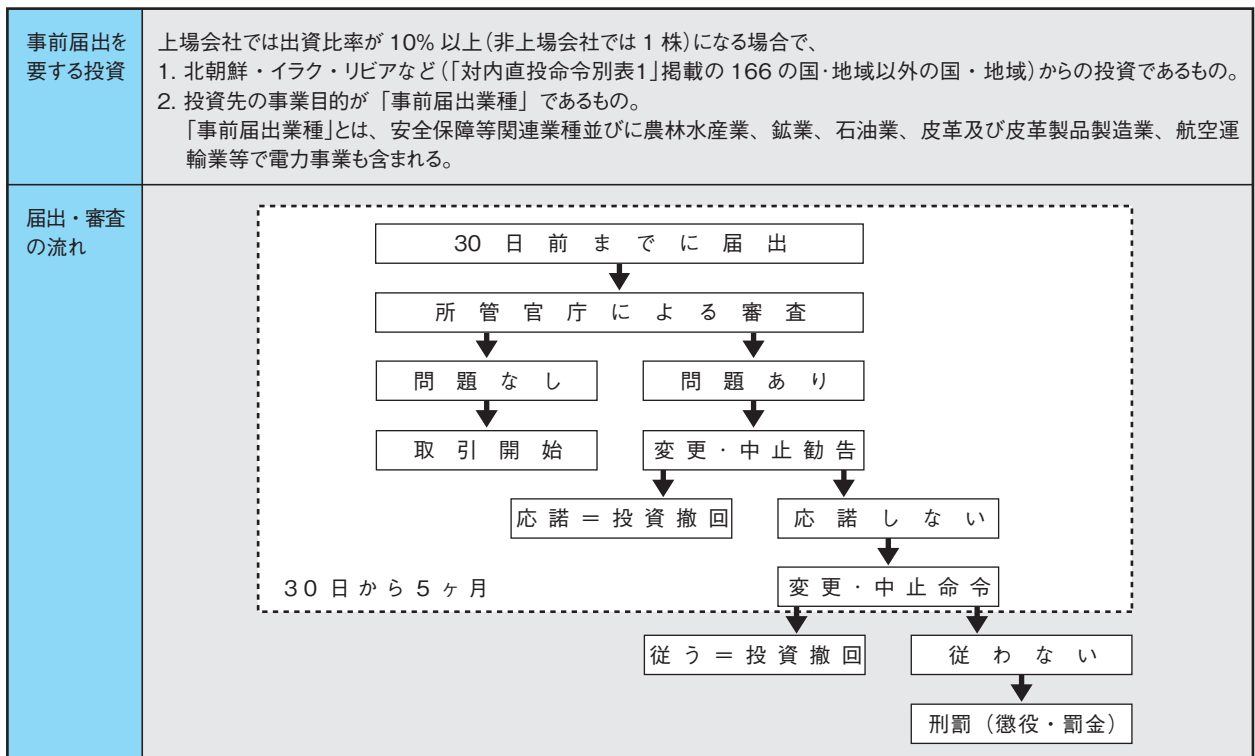 事前届出を
要する投資
上場会社では出資比率が 10% 以上（非上場会社では 1 株）になる場合で、
1. 北朝鮮・イラク・リビアなど（「対内直投命令別表1」掲載の 166 の国・地域以外の国・地域）からの投資であるもの。
2. 投資先の事業目的が「事前届出業種」であるもの。
「事前届出業種」とは、安全保障等関連業種並びに農林水産業、鉱業、石油業、皮革及び皮革製品製造業、航空運
輸業等で電力事業も含まれる。
届出・審査
の流れ
30日前までに届出
所管官庁による審査
問題なし
問題あり
取引開始
変更・中止勧告
応諾＝投資撤回
応諾しない
30日から5ヶ月
変更・中止命令
従う＝投資撤回
従わない
刑罰（懲役・罰金）